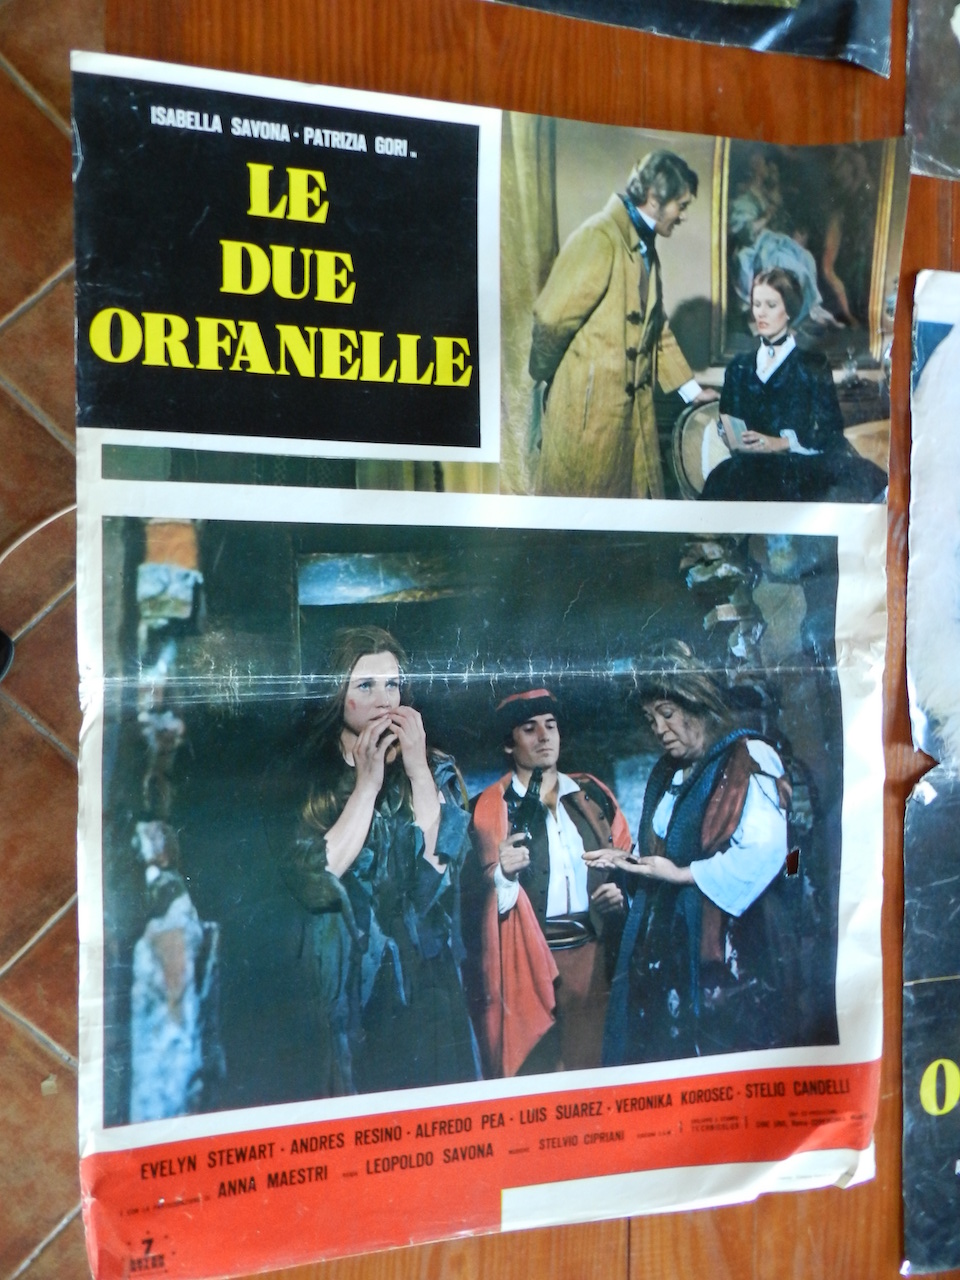 ISABELLA SAVONA - PATRIZIA GORI ..
LE
DUE
ORFANELLE
EVELYN STEWART · ANDRES RESINO · ALFREDO PEA · LUIS SUAREZ · VERONIKA KOROSEC · STELIO CANDELLI
ANNA MAESTRI LEOPOLDO SAVONA STELVIO CIPRIANI
TECHNICOLOR
7
O